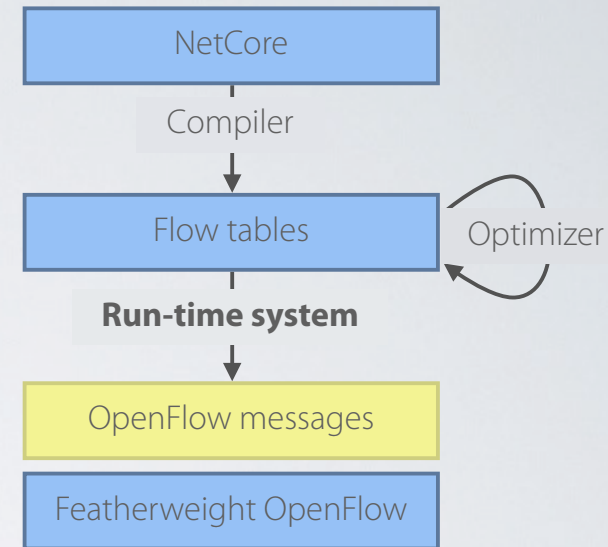 NetCore
Compiler
Flow tables
Optimizer
Run-time system
OpenFlow messages
Featherweight OpenFlow